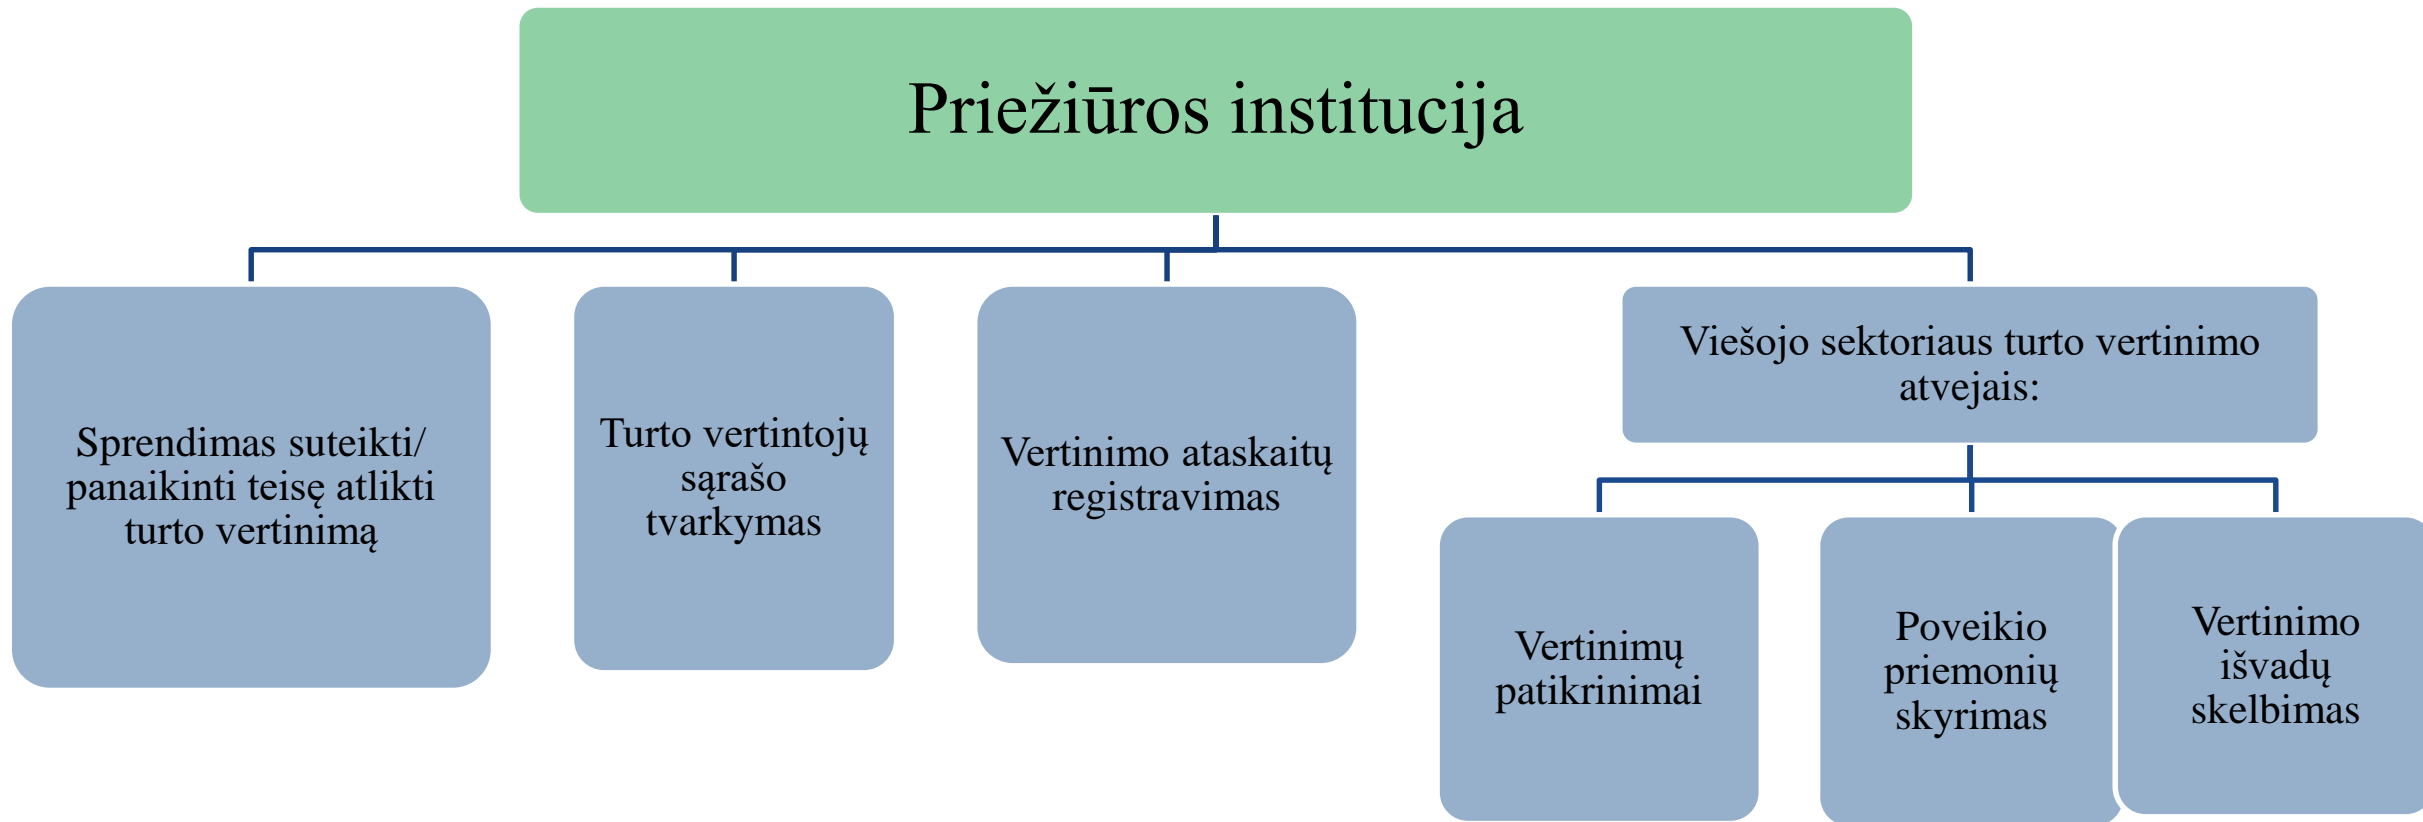 Priežiūros institucija
Sprendimas suteikti/
panaikinti teisę atlikti
turto vertinimą
Turto vertintojų
sąrašo
tvarkymas
Vertinimo ataskaitų
registravimas
Viešojo sektoriaus turto vertinimo
atvejais:
Vertinimų
patikrinimai
Poveikio
priemonių
skyrimas
Vertinimo
išvadų
skelbimas